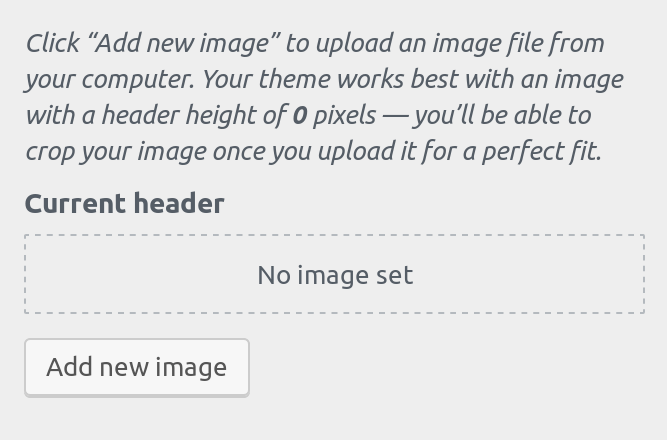 Click “Add new image” to upload an image file from
your computer. Your theme works best with an image
with a header height of 0 pixels — you’ll be able to
crop your image once you upload it for a perfect fit.
Current header
No image set
Add new image